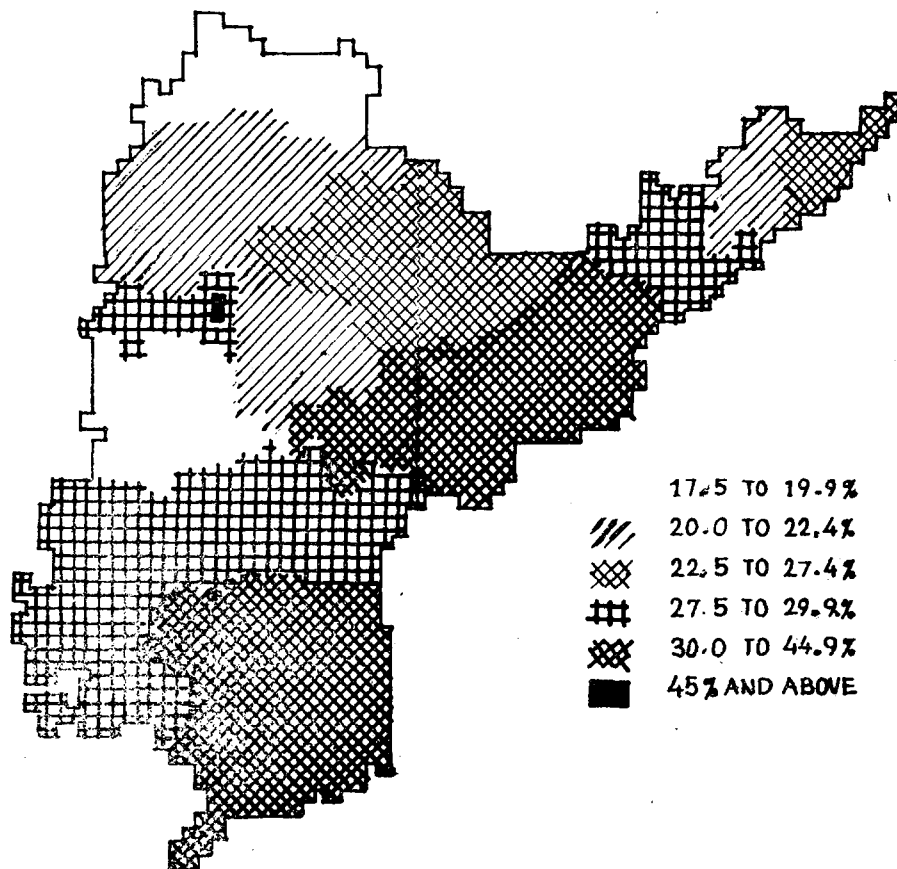 17.5 TO 19.9%
20.0 TO 22.4%
22.5 TO 27.4%
27.5 TO 29.9%
30.0 TO 44.9%
45% AND ABOVE